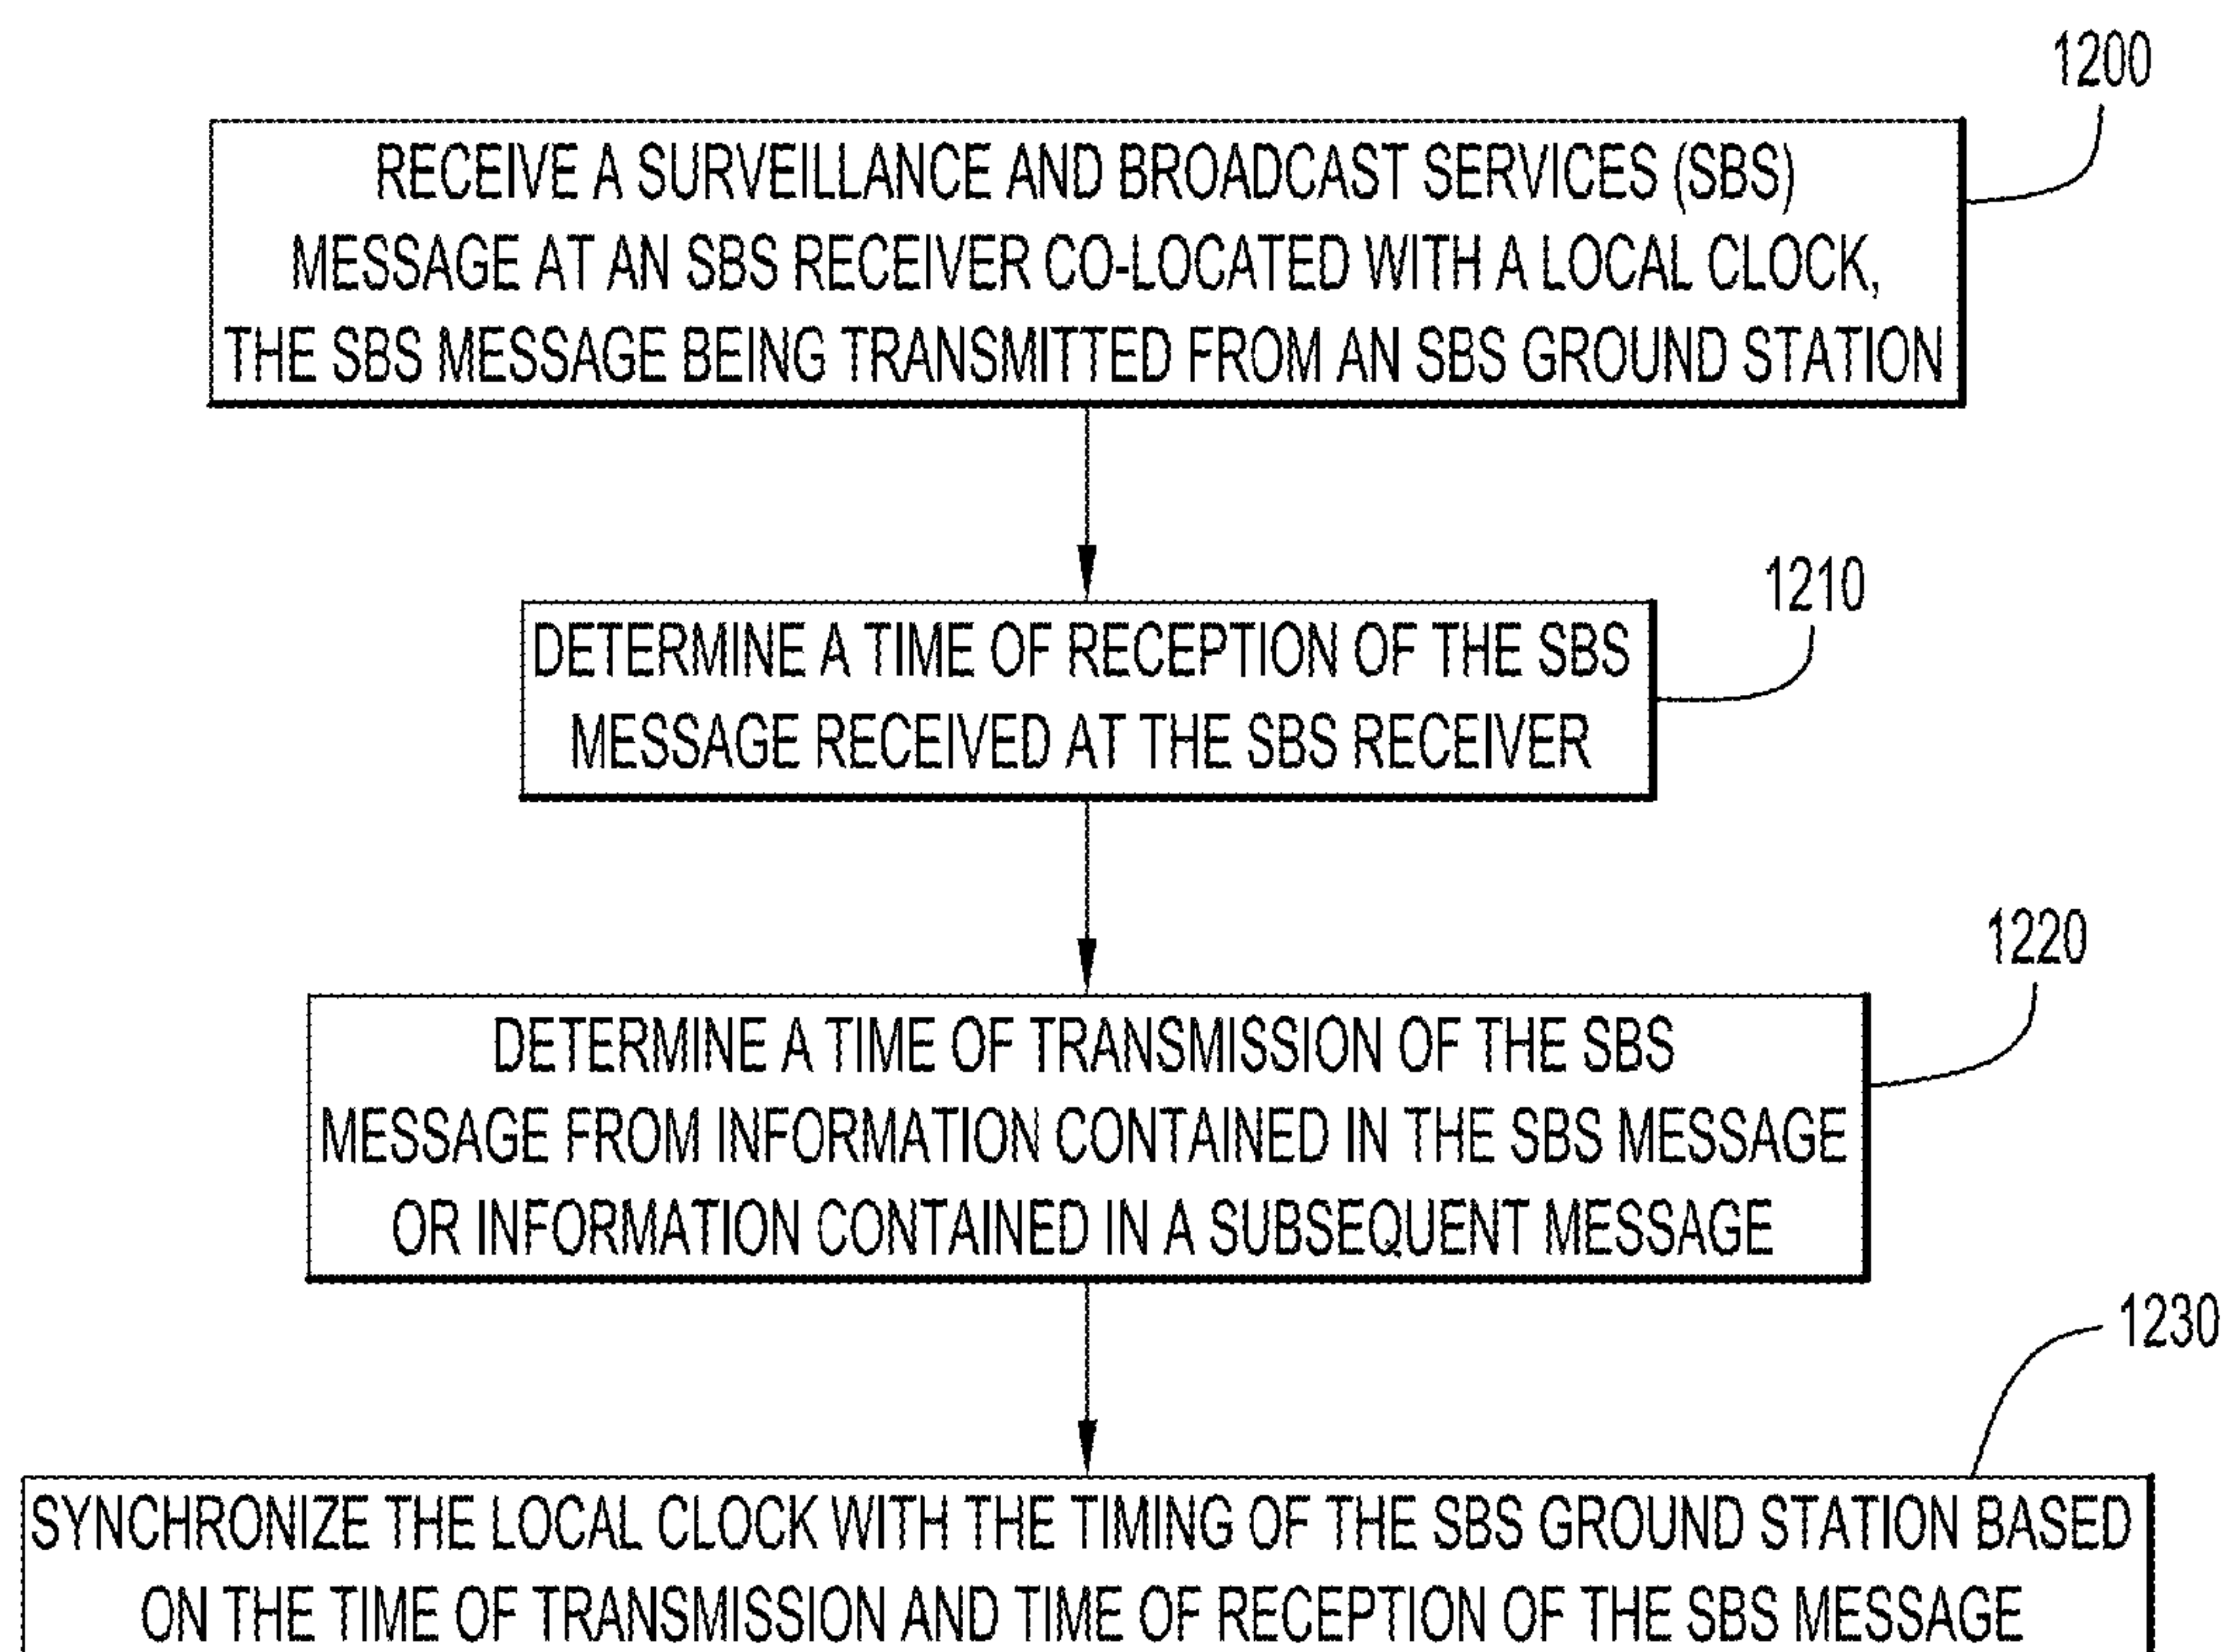 1200
RECEIVE A SURVEILLANCE AND BROADCAST SERVICES (SBS)
MESSAGE AT AN SBS RECEIVER CO-LOCATED WITH A LOCAL CLOCK,
THE SBS MESSAGE BEING TRANSMITTED FROM AN SBS GROUND STATION
1210
DETERMINE A TIME OF RECEPTION OF THE SBS
MESSAGE RECEIVED AT THE SBS RECEIVER
1220
DETERMINE A TIME OF TRANSMISSION OF THE SBS
MESSAGE FROM INFORMATION CONTAINED IN THE SBS MESSAGE
OR INFORMATION CONTAINED IN A SUBSEQUENT MESSAGE
1230
SYNCHRONIZE THE LOCAL CLOCK WITH THE TIMING OF THE SBS GROUND STATION BASED
ON THE TIME OF TRANSMISSION AND TIME OF RECEPTION OF THE SBS MESSAGE